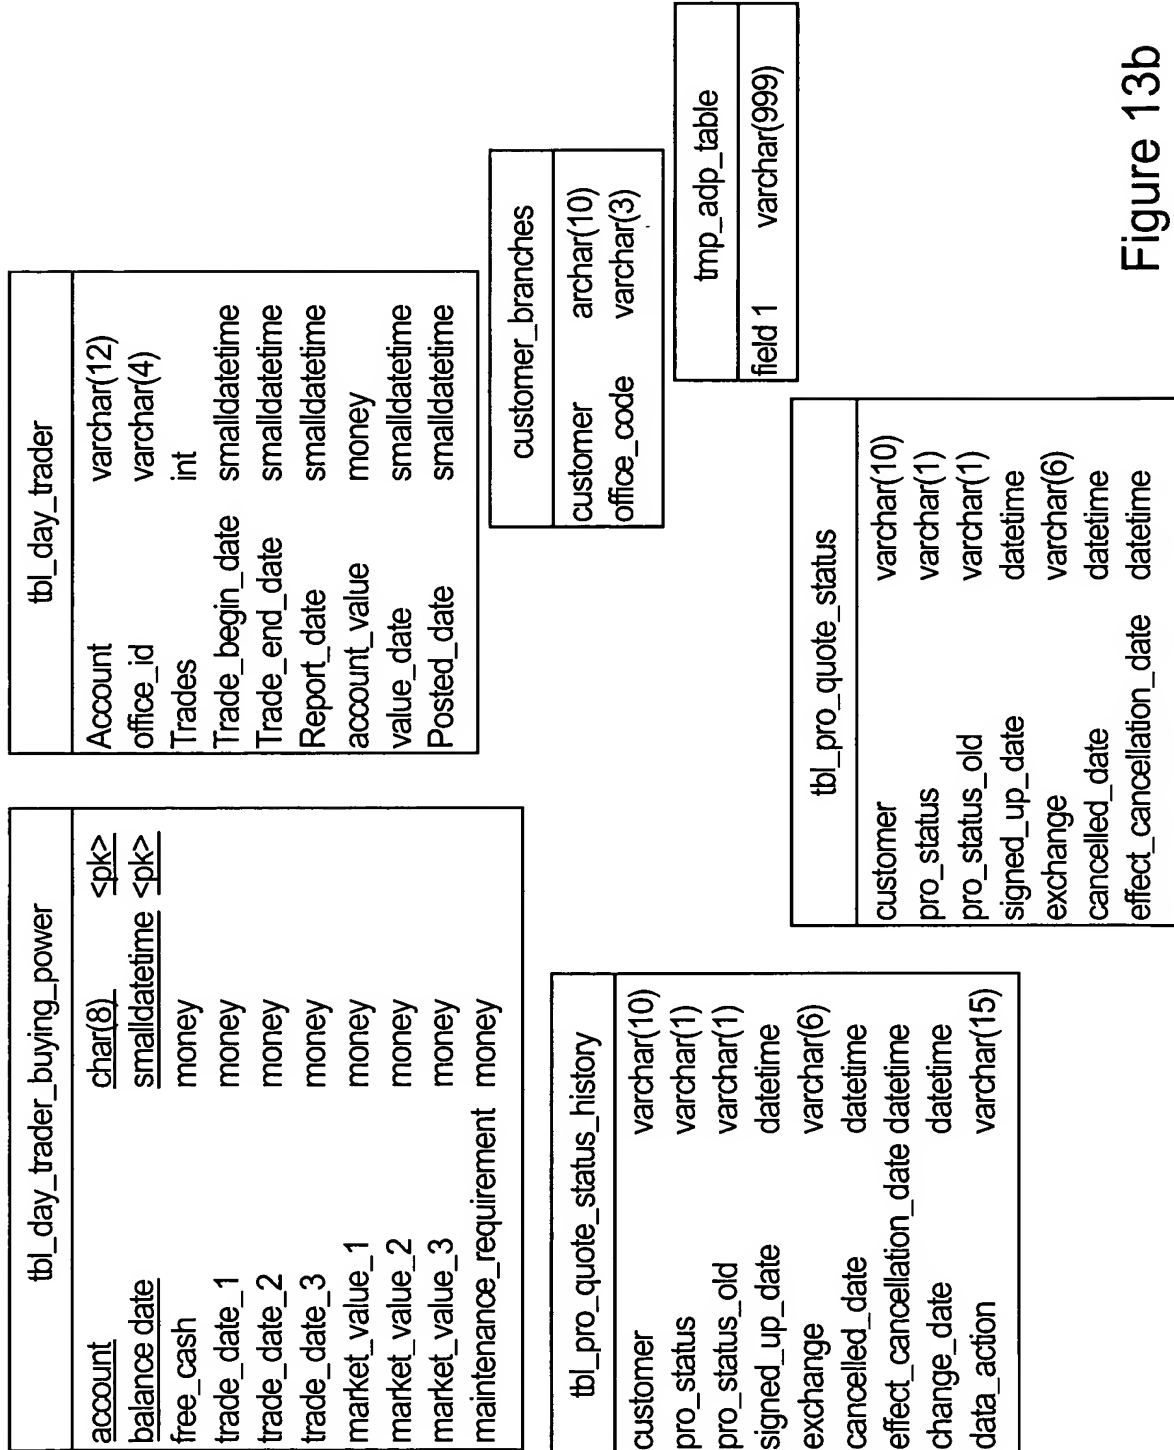 tbl_day_trader_buying_power
account char(8) <pk>
balance date smalldatetime <pk>
free_cash money
trade_date_1 money
trade_date_2 money
trade_date_3 money
market_value_1 money
market_value_2 money
market_value_3 money
maintenance_requirement money
tbl_day_trader
Account varchar(12)
office_id varchar(4)
Trades int
Trade_begin_date smalldatetime
Trade_end_date smalldatetime
Report_date smalldatetime
account_value money
value_date smalldatetime
Posted_date smalldatetime
customer_branches
customer archar(10)
office_code varchar(3)
tmp_adp_table
field 1 varchar(999)
tbl_pro_quote_status_history
customer varchar(10)
pro_status varchar(1)
pro_status_old varchar(1)
signed_up_date datetime
exchange varchar(6)
cancelled_date datetime
effect_cancellation_date datetime
change_date datetime
data_action varchar(15)
tbl_pro_quote_status
customer varchar(10)
pro_status varchar(1)
pro_status_old varchar(1)
signed_up_date datetime
exchange varchar(6)
cancelled_date datetime
effect_cancellation_date datetime
Figure 13b